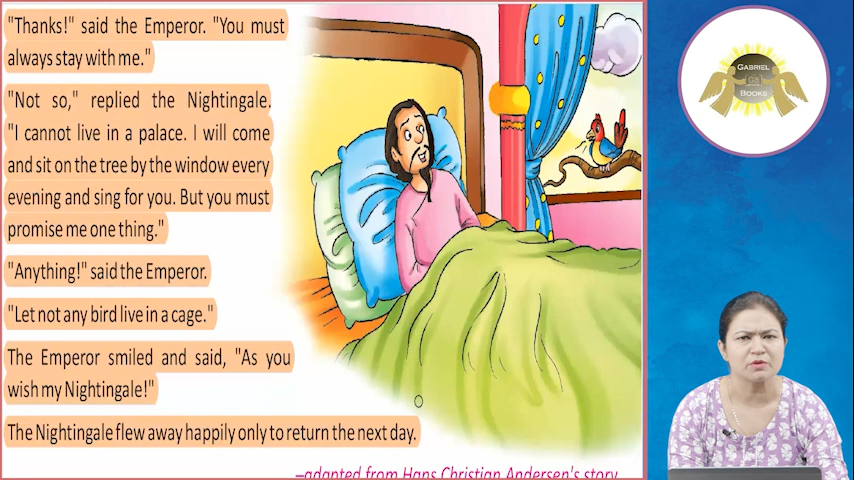 "Thanks!" said the Emperor. "You must
always stay with me."
"Not so," replied the Nightingale.
"I cannot live in a palace. I will come
and sit on the tree by the window every
evening and sing for you. But you must
promise me one thing."
"Anything!" said the Emperor.
"Let not any bird live in a cage."
The Emperor smiled and said, "As you
wish my Nightingale!"
The Nightingale flew away happily only to return the next day.
–adapted from Hans Christian Andersen's story
GABRIEL
GB
BOOKS